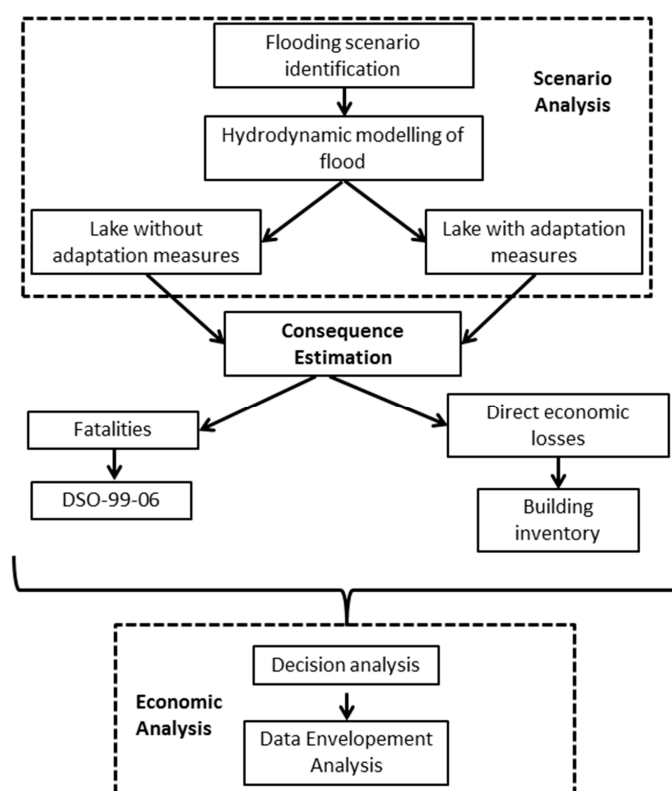 Flooding scenario
identification
Scenario
Analysis
Hydrodynamic modelling of
flood
Lake without
adaptation measures
Lake with adaptation
measures
Consequence
Estimation
Fatalities
Direct economic
losses
DSO-99-06
Building
inventory
Decision analysis
Economic
Analysis
Data Envelopement
Analysis